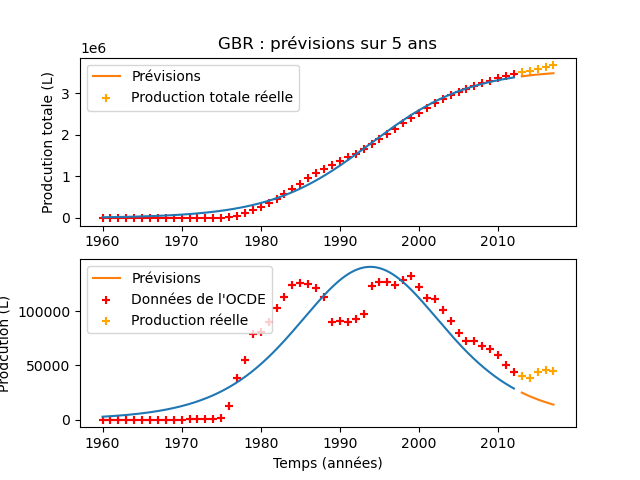 GBR : prévisions sur 5 ans
1e6
Prodcution totale (L)
3
2
1
0
Prévisions
Production totale réelle
1960 1970 1980 1990 2000 2010
Prodcution (L)
100000
50000
0
Prévisions
Données de l'OCDE
Production réelle
1960 1970 1980 1990 2000 2010
Temps (années)